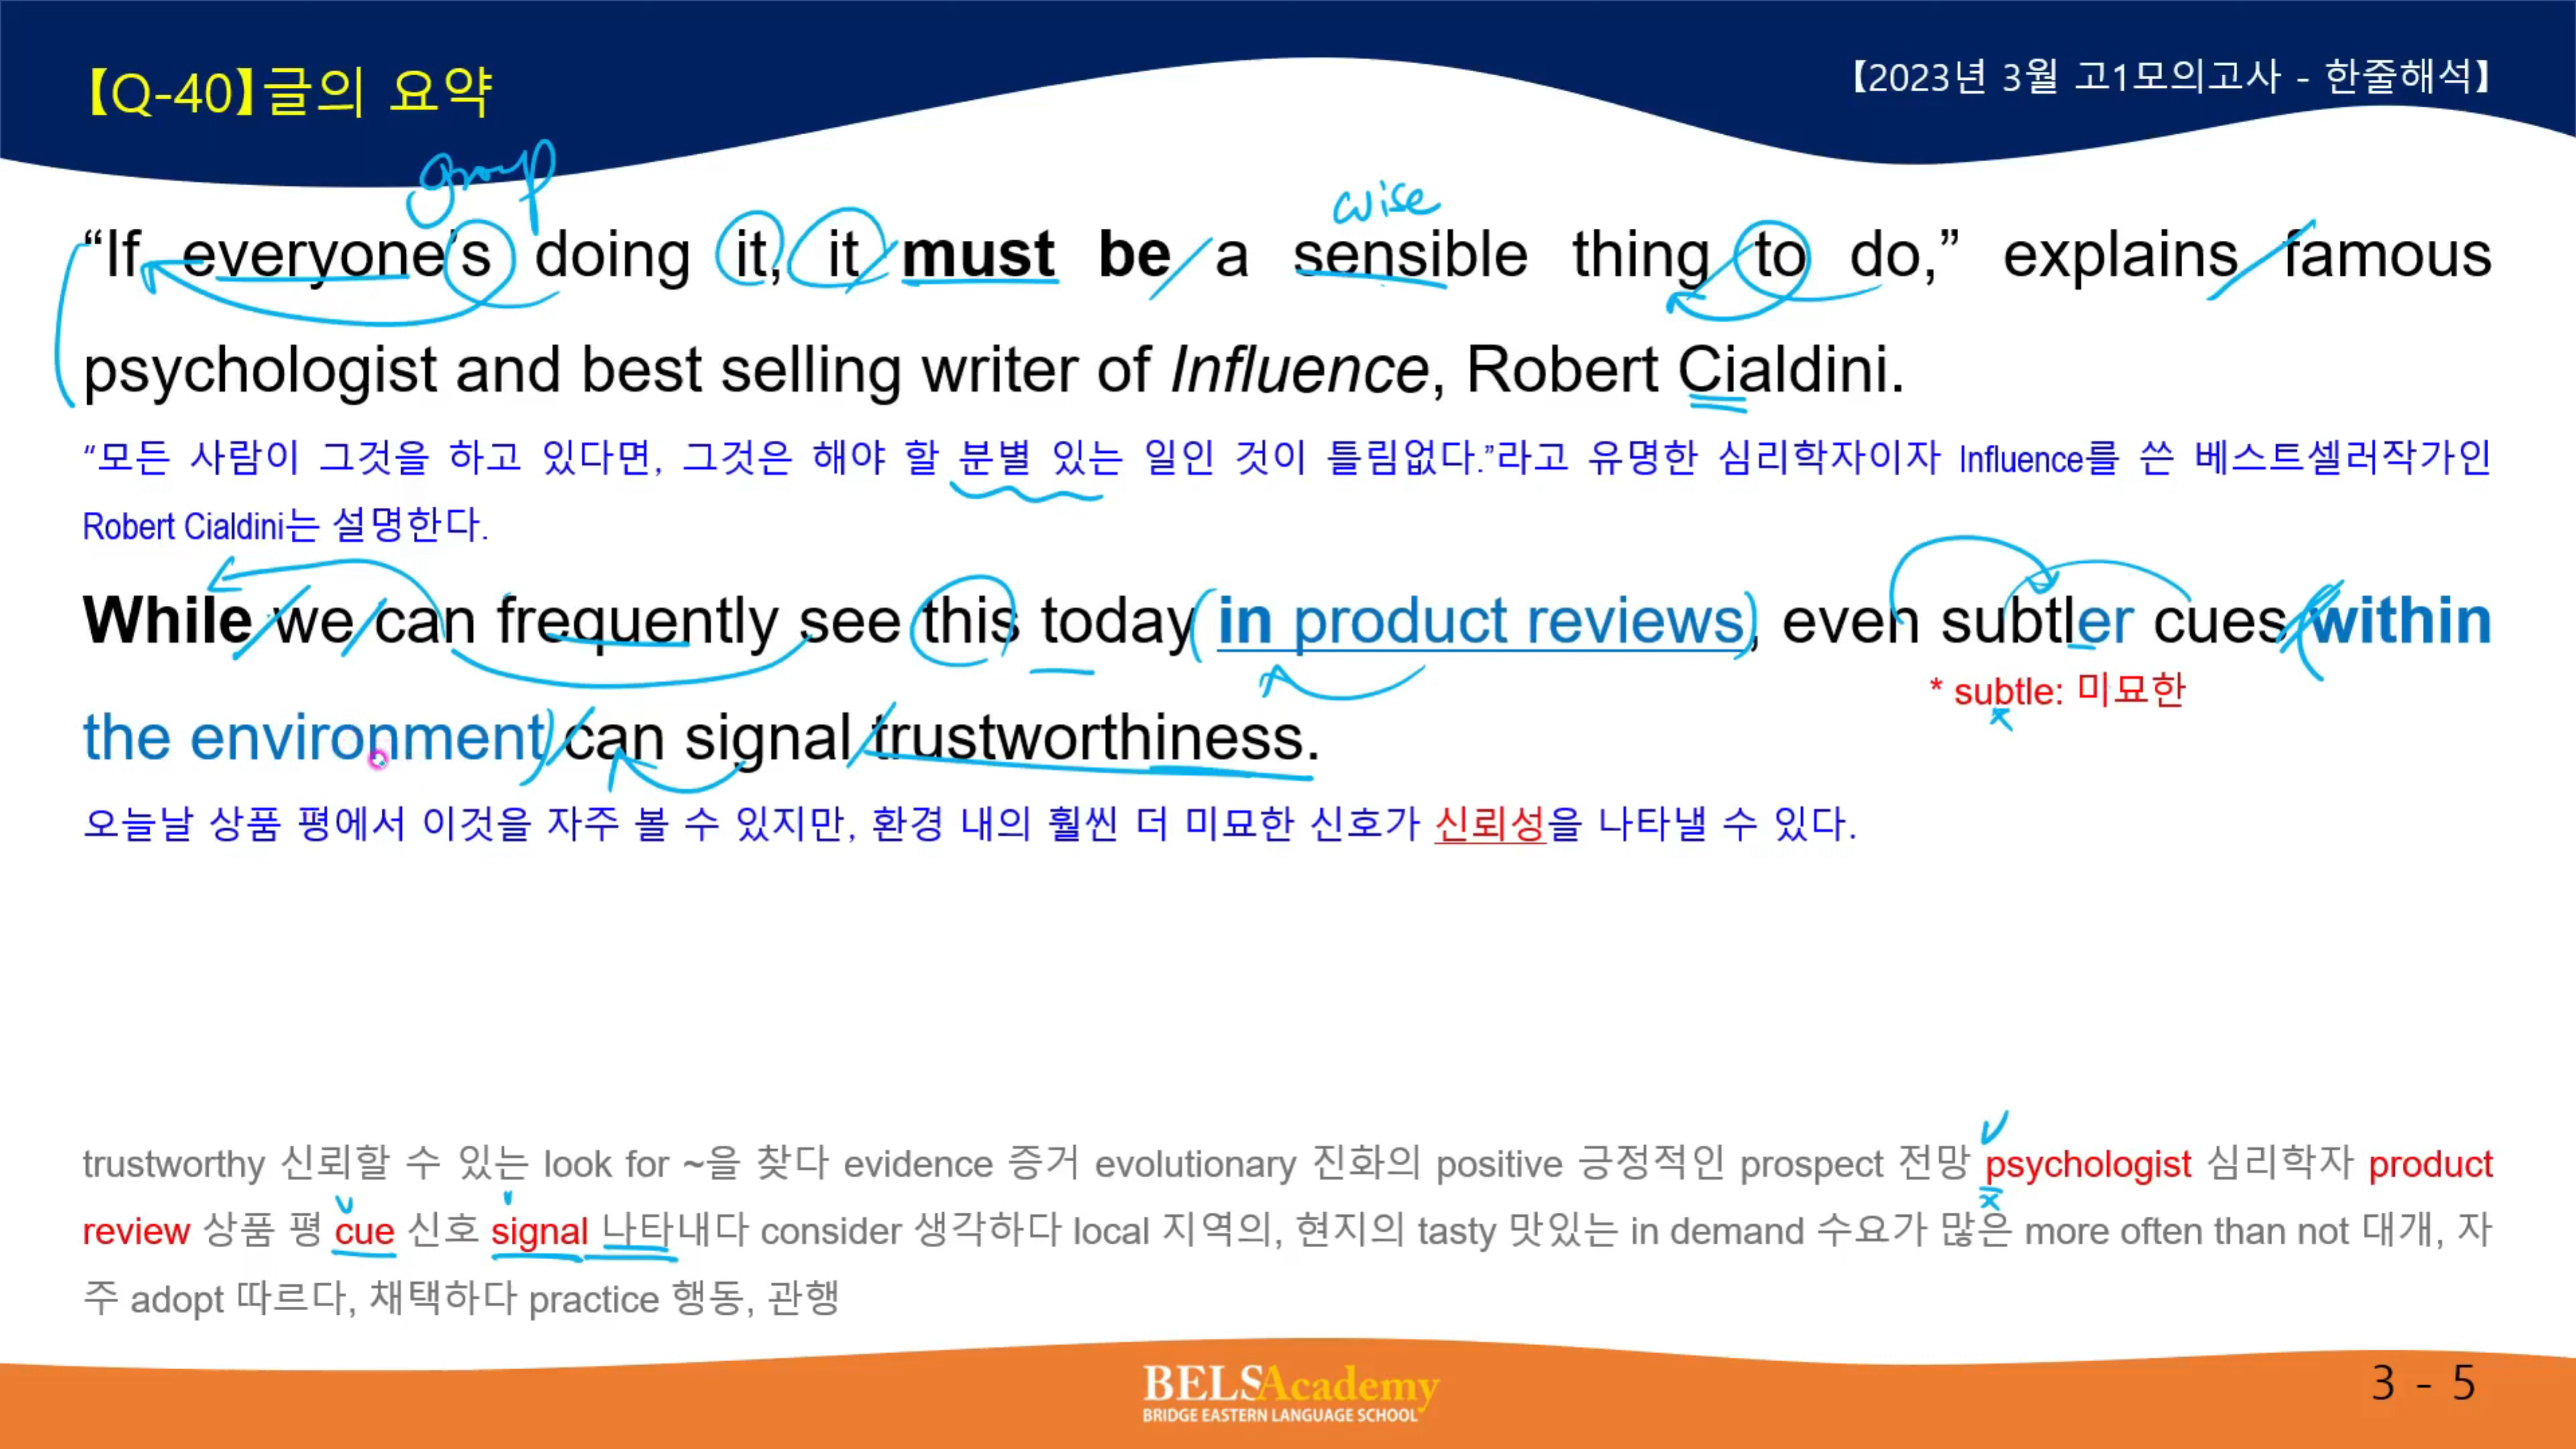 【Q-40】글의 요약
【2023년 3월 고1모의고사 - 한줄해석】
group
wise
“If everyone’s doing it, it must be a sensible thing to do,” explains famous
psychologist and best selling writer of Influence, Robert Cialdini.
“모든 사람이 그것을 하고 있다면, 그것은 해야 할 분별 있는 일인 것이 틀림없다.”라고 유명한 심리학자이자 Influence를 쓴 베스트셀러작가인
Robert Cialdini는 설명한다.
While we can frequently see this today in product reviews, even subtler cues within
* subtle: 미묘한
the environment can signal trustworthiness.
오늘날 상품 평에서 이것을 자주 볼 수 있지만, 환경 내의 훨씬 더 미묘한 신호가 신뢰성을 나타낼 수 있다.
trustworthy 신뢰할 수 있는 look for ~을 찾다 evidence 증거 evolutionary 진화의 positive 긍정적인 prospect 전망 psychologist 심리학자 product
review 상품 평 cue 신호 signal 나타내다 consider 생각하다 local 지역의, 현지의 tasty 맛있는 in demand 수요가 많은 more often than not 대개, 자
주 adopt 따르다, 채택하다 practice 행동, 관행
BELSAcademy
BRIDGE EASTERN LANGUAGE SCHOOL
3 - 5